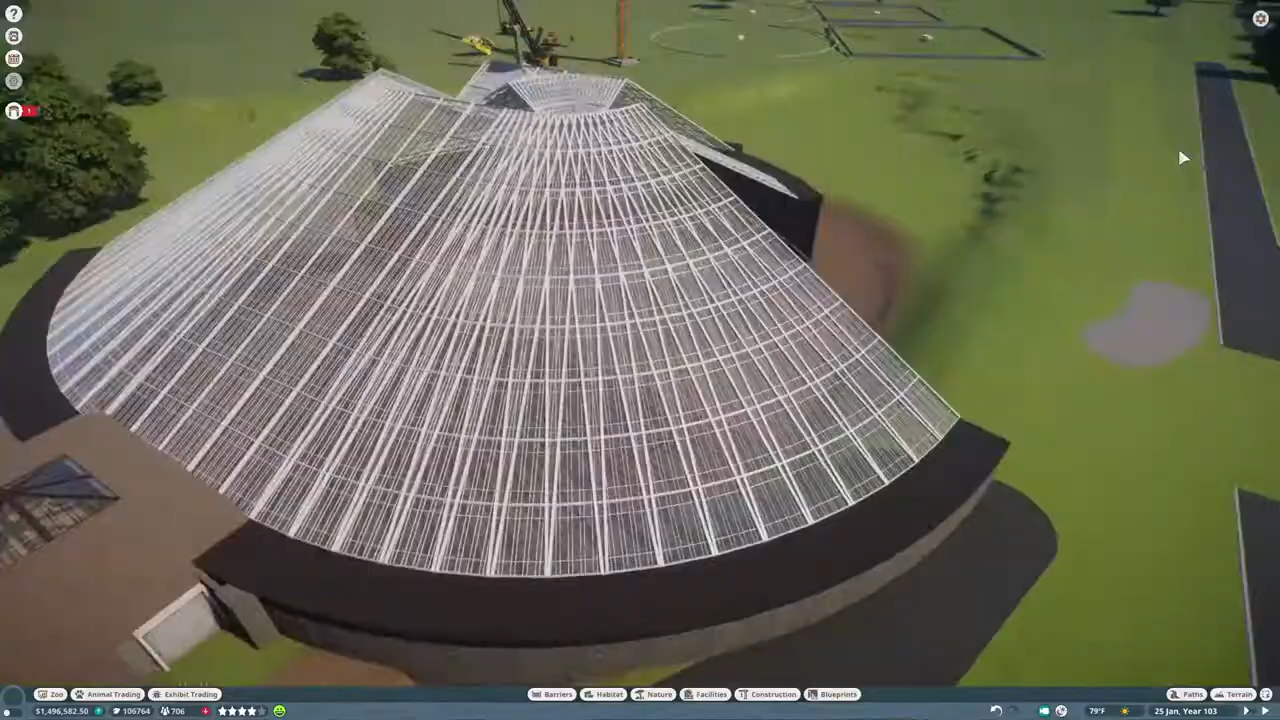 ?
1
Zoo
Animal Trading
Exhibit Trading
Barriers
Habitat
Nature
Facilities
Construction
Blueprints
Paths
Terrain
$1,496,582.50
106764
706
79°F
25 Jan, Year 103